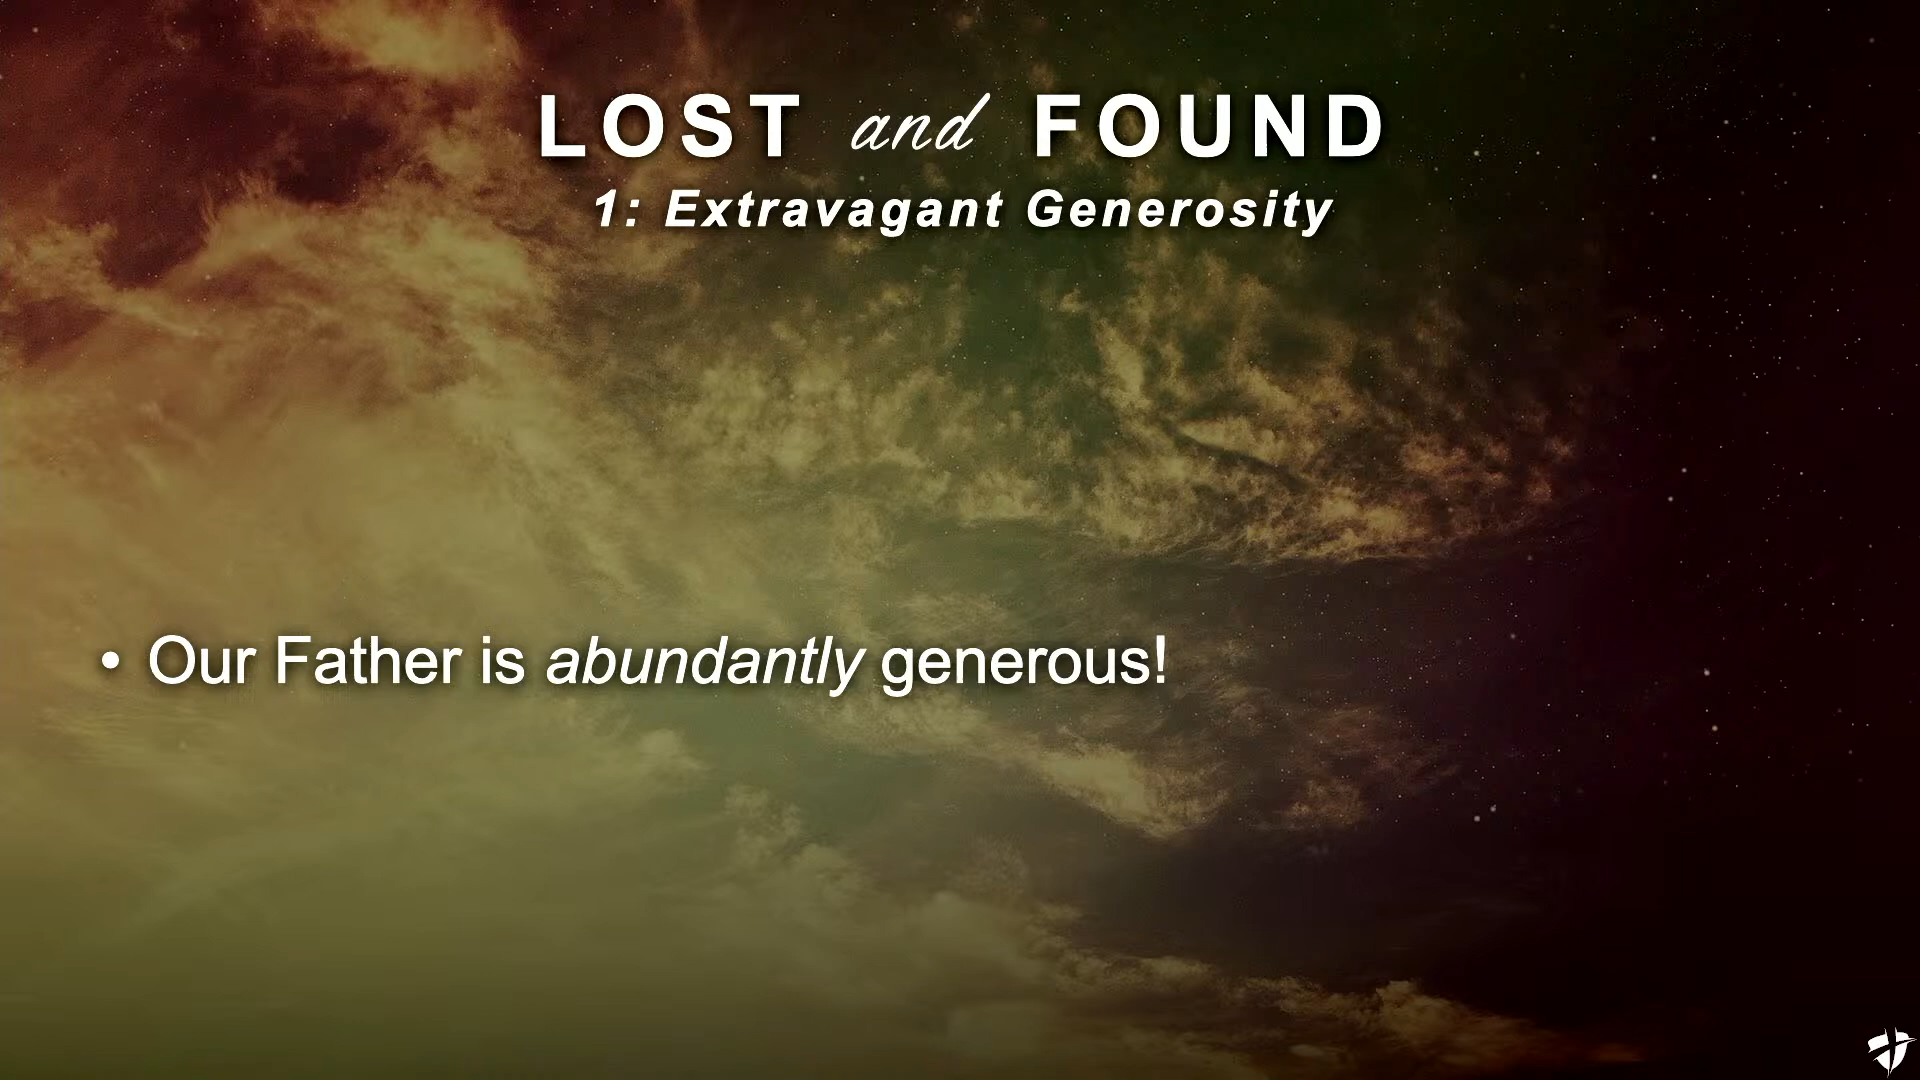 LOST and FOUND
1: Extravagant Generosity
• Our Father is abundantly generous!